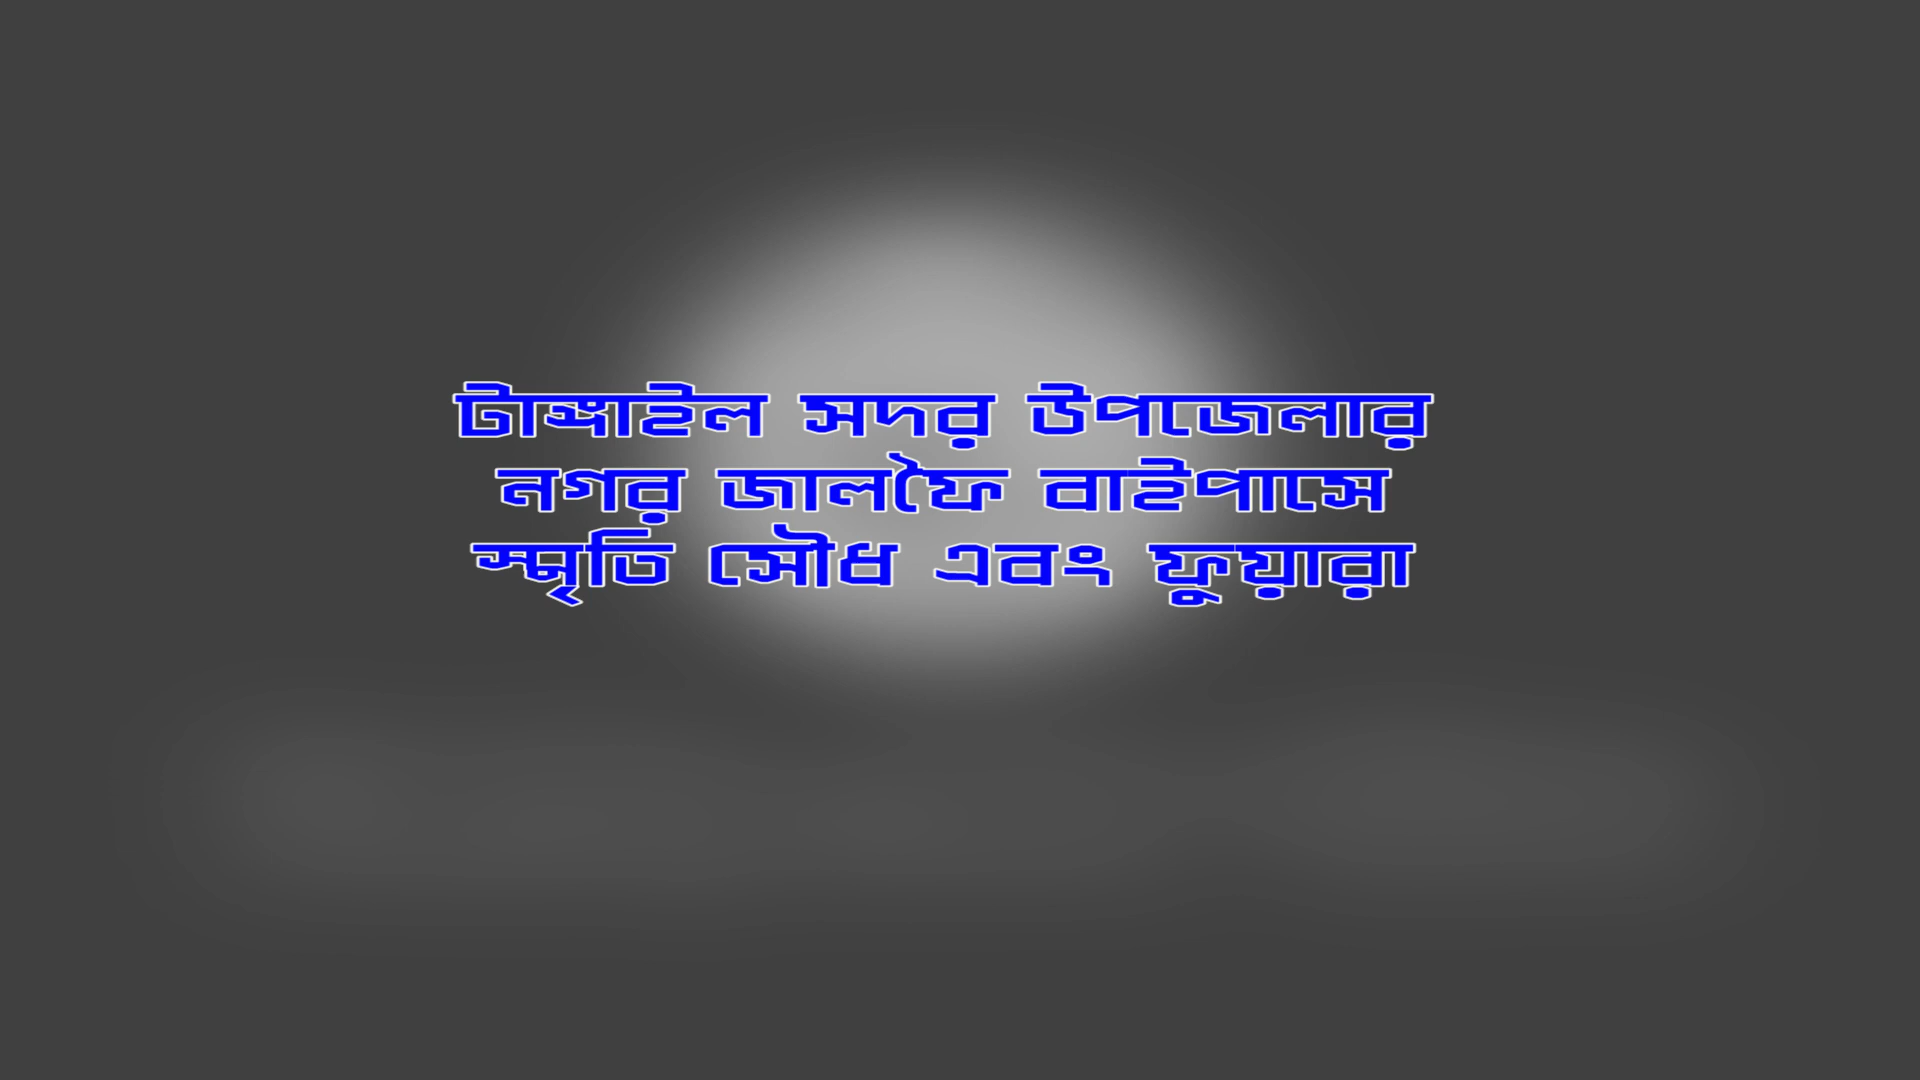 টাঙ্গাইল সদর উপজেলার
নগর জালফৈ বাইপাসে
স্মৃতি সৌধ এবং ফুয়ারা